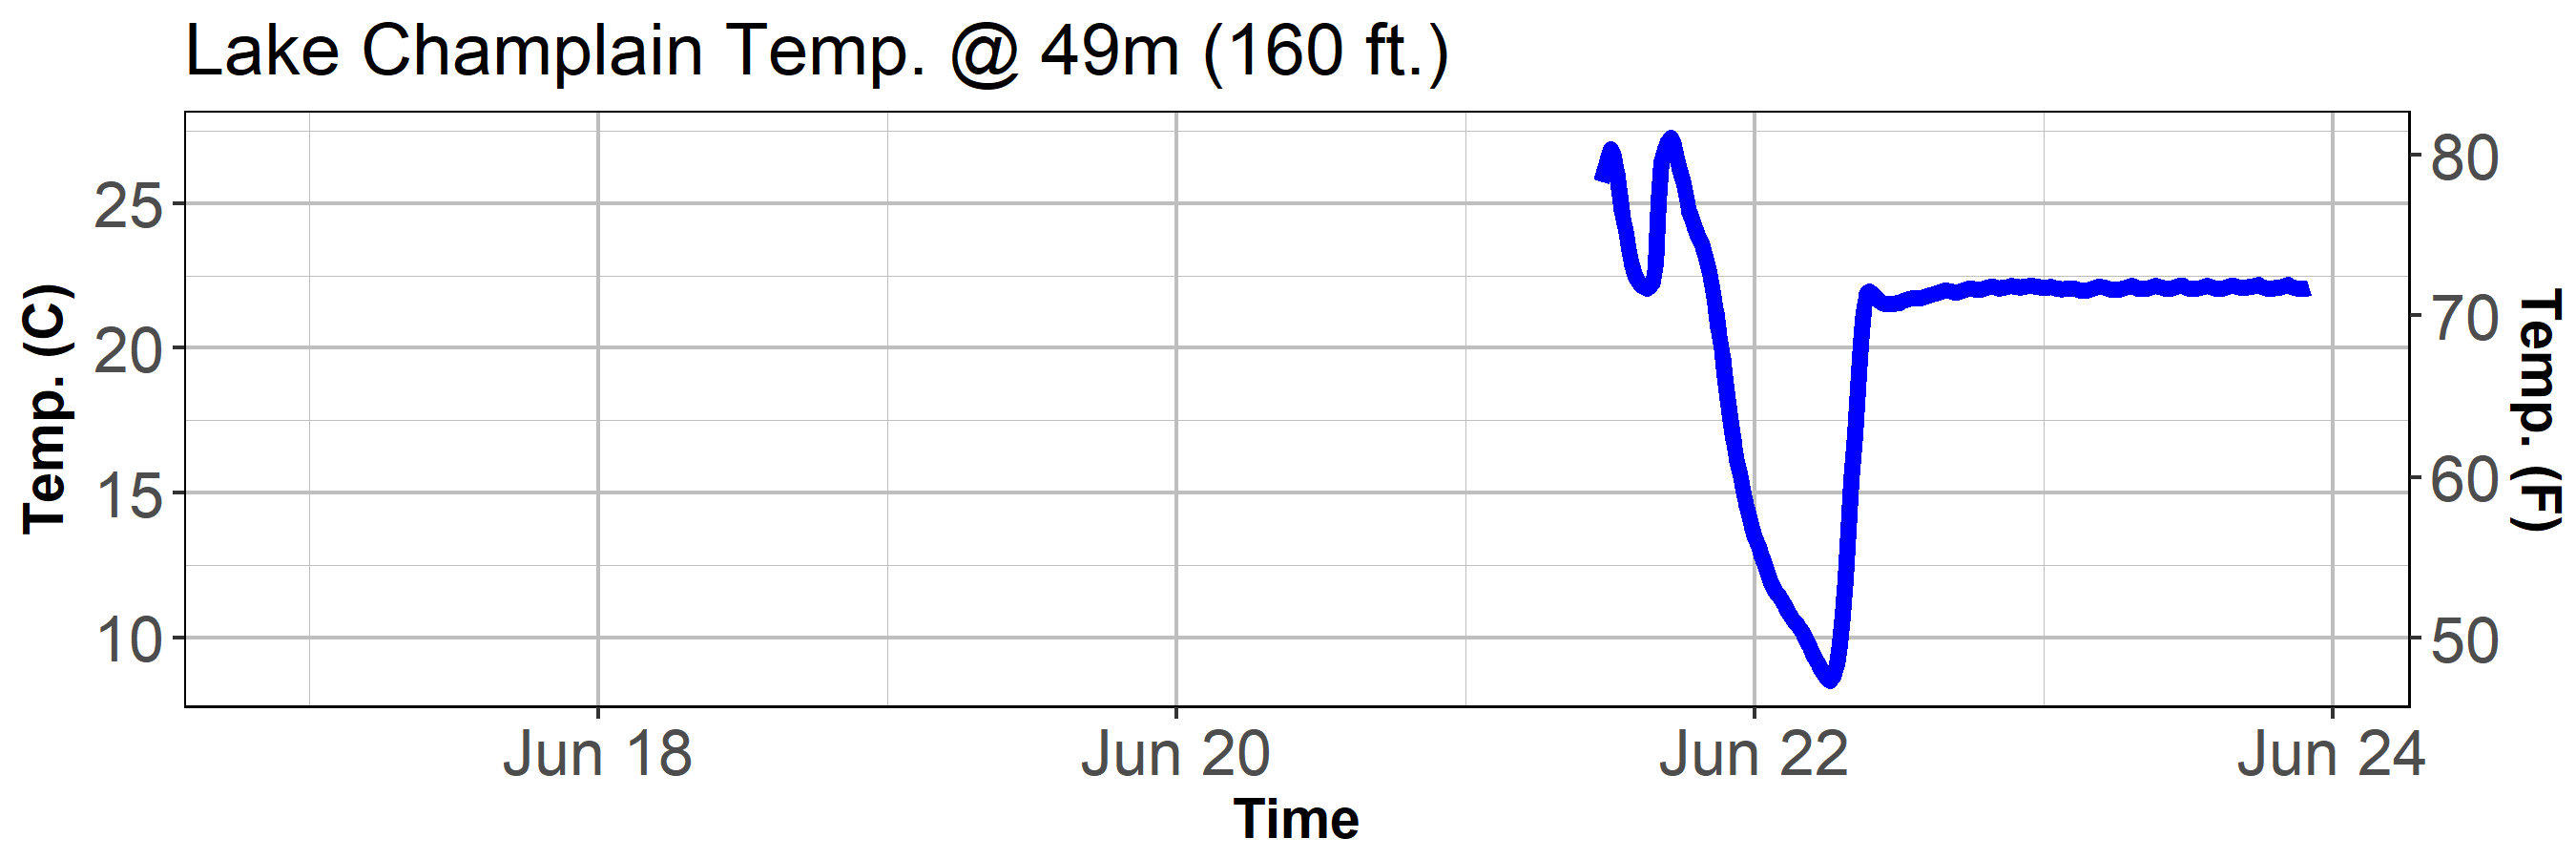 Lake Champlain Temp. @ 49m (160 ft.)
Temp. (C)
25
20
15
10
80
70
60
50
Temp. (F)
Jun 18
Jun 20
Jun 22
Jun 24
Time